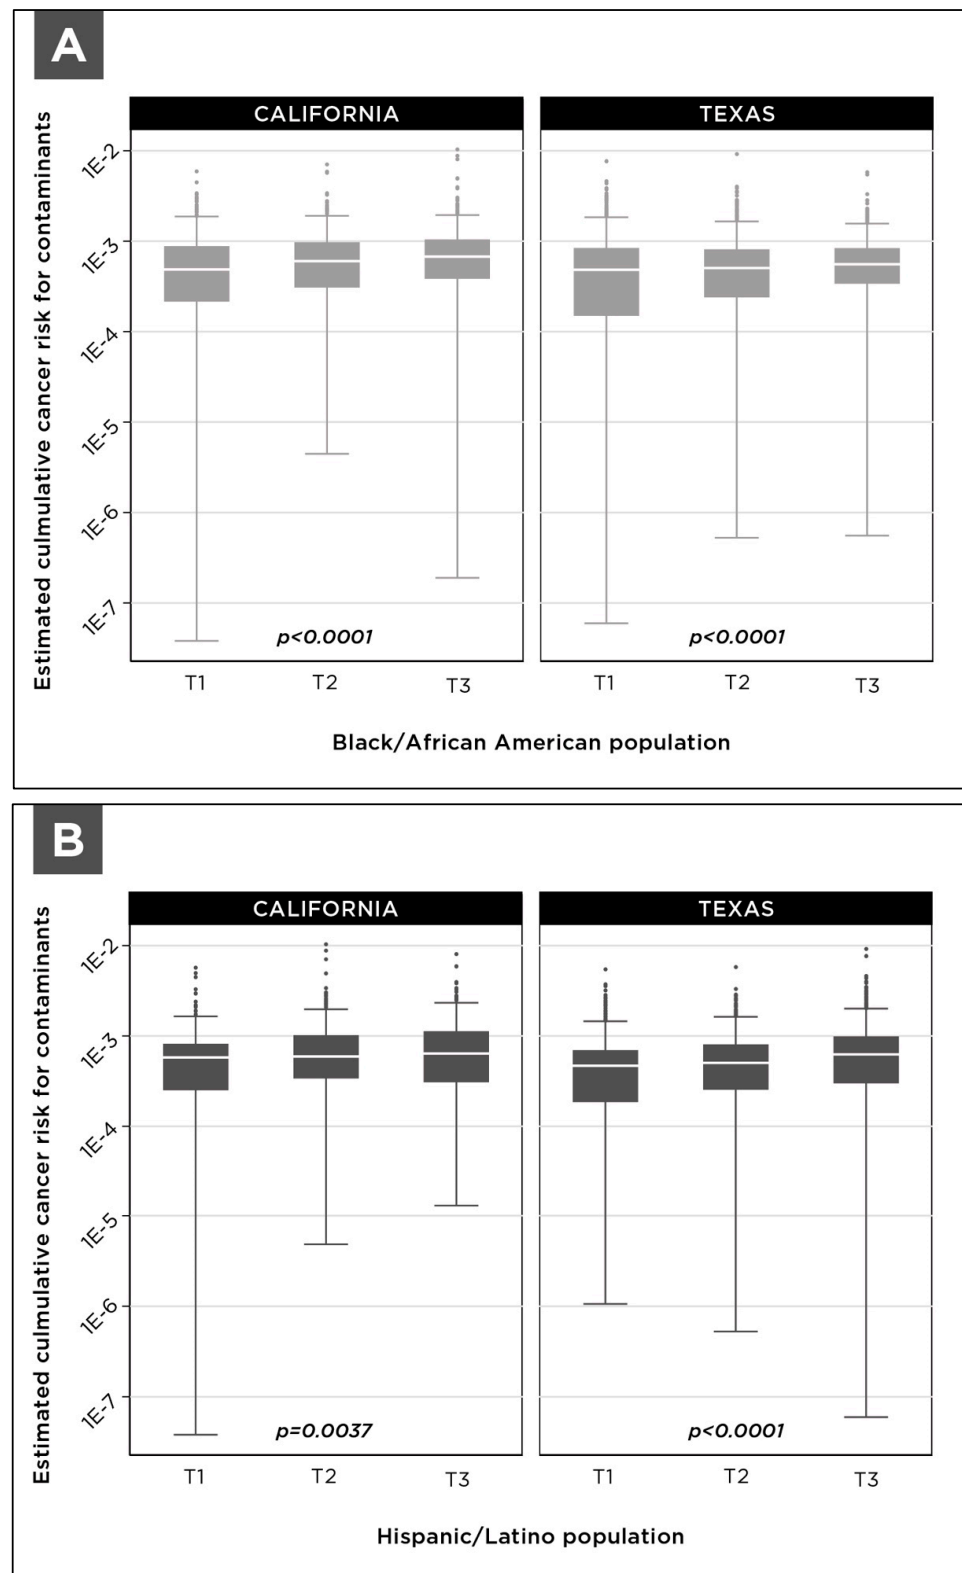 A
CALIFORNIA
TEXAS
Estimated culmulative cancer risk for contaminants
1E-2
1E-3
1E-4
1E-5
1E-6
1E-7
p<0.0001
p<0.0001
T1
T2
T3
T1
T2
T3
Black/African American population
B
CALIFORNIA
TEXAS
Estimated culmulative cancer risk for contaminants
1E-2
1E-3
1E-4
1E-5
1E-6
1E-7
p=0.0037
p<0.0001
T1
T2
T3
T1
T2
T3
Hispanic/Latino population